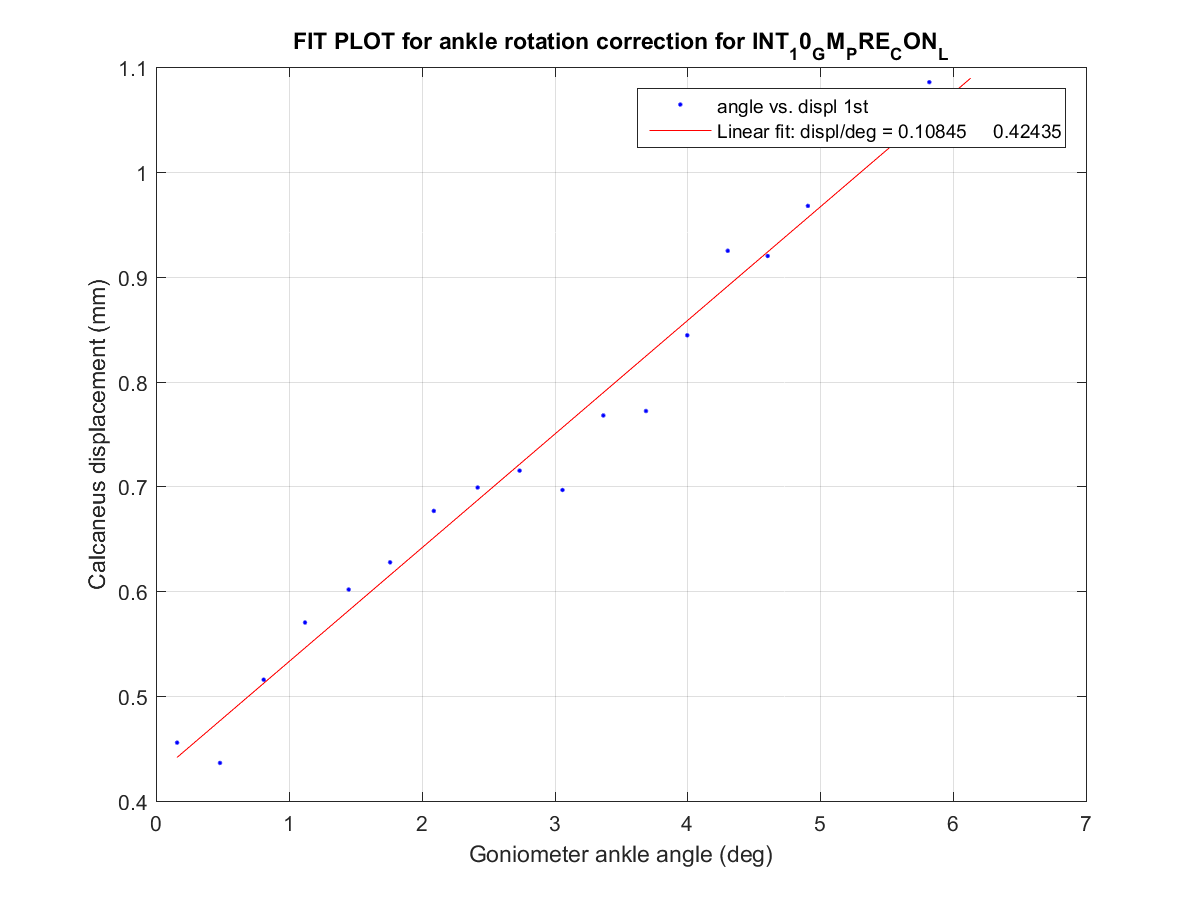 FIT PLOT for ankle rotation correction for INT₁0_GM_PRE_CON_L
1.1
1
0.9
0.8
0.7
0.6
0.5
0.4
Calcaneus displacement (mm)
angle vs. displ 1st
Linear fit: displ/deg = 0.10845 0.42435
0 1 2 3 4 5 6 7
Goniometer ankle angle (deg)